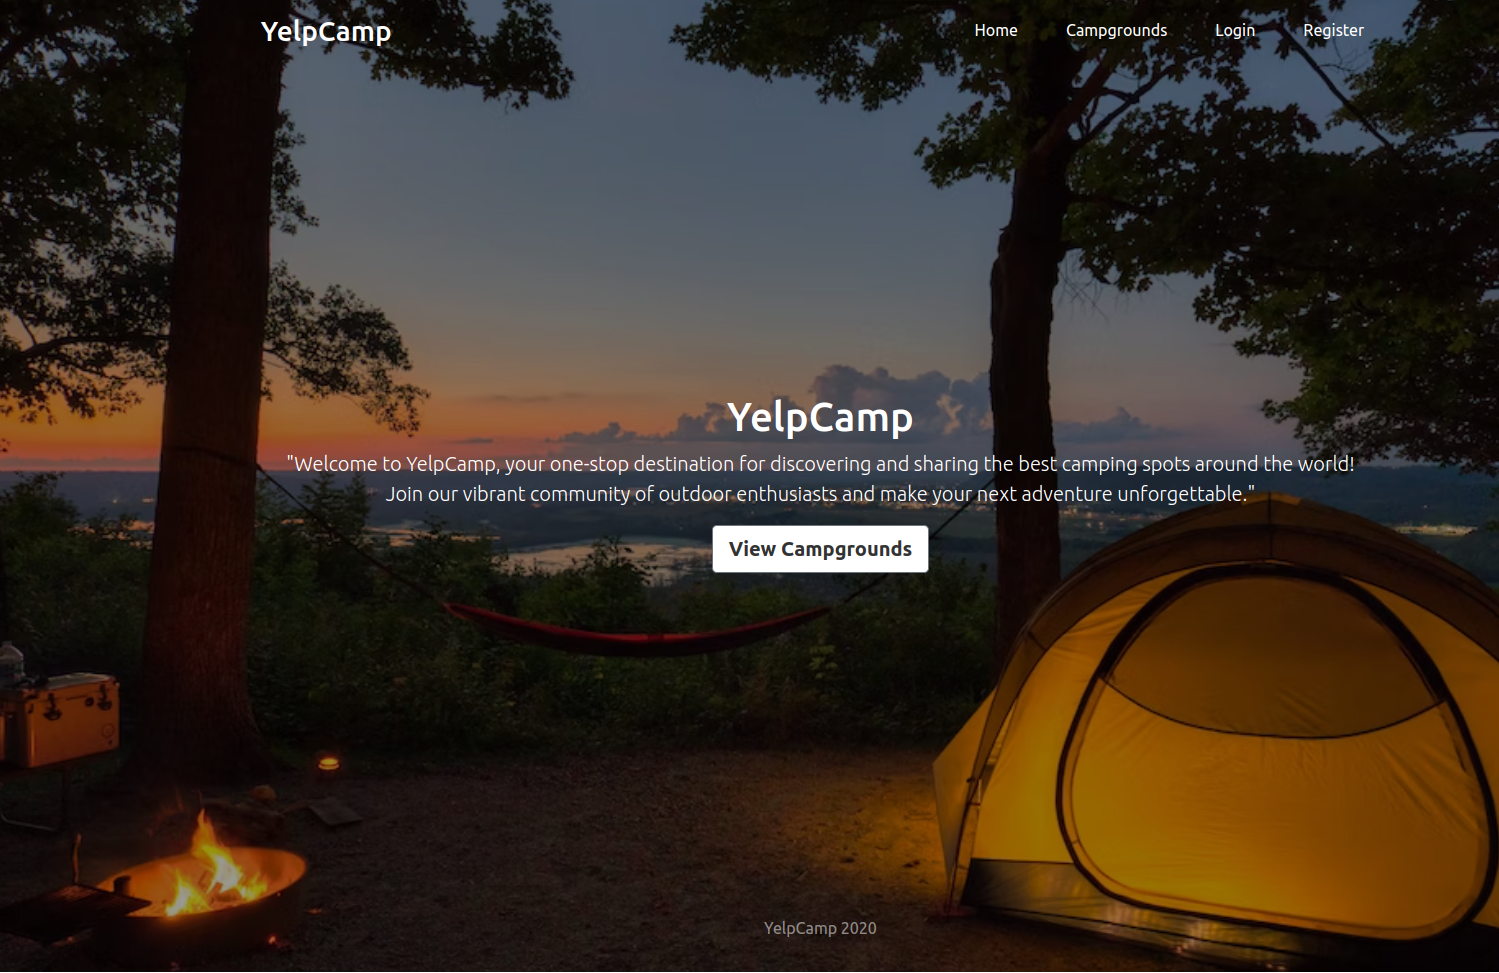 YelpCamp
Home
Campgrounds
Login
Register
YelpCamp
"Welcome to YelpCamp, your one-stop destination for discovering and sharing the best camping spots around the world!
Join our vibrant community of outdoor enthusiasts and make your next adventure unforgettable."
View Campgrounds
YelpCamp 2020